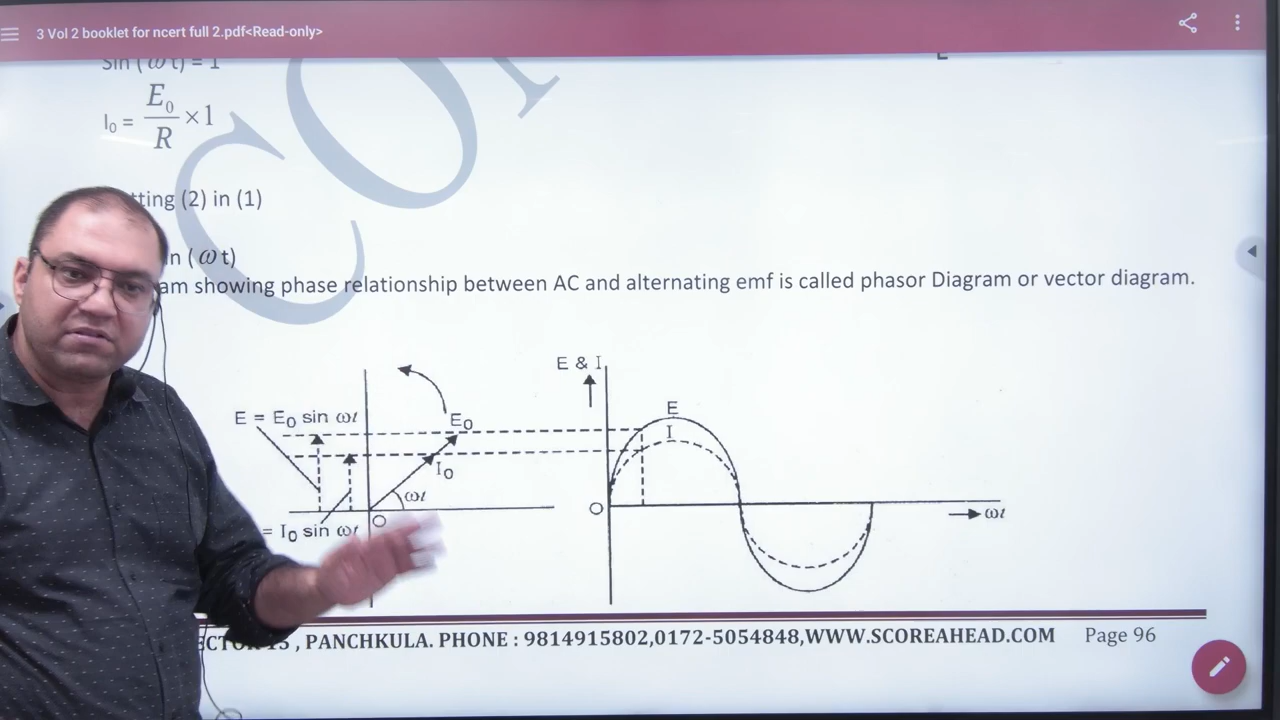 3 Vol 2 booklet for ncert full 2.pdf<Read-only>
Sin (ωt) = 1
I₀ = E₀/R ×1
tting (2) in (1)
n (ωt)
am showing phase relationship between AC and alternating emf is called phasor Diagram or vector diagram.
E & I
E = E₀ sin ωt
E₀
E
I
I₀
ωt
O
O
ωt
= I₀ sin ωt
, PANCHKULA. PHONE : 9814915802,0172-5054848,WWW.SCOREAHEAD.COM Page 96